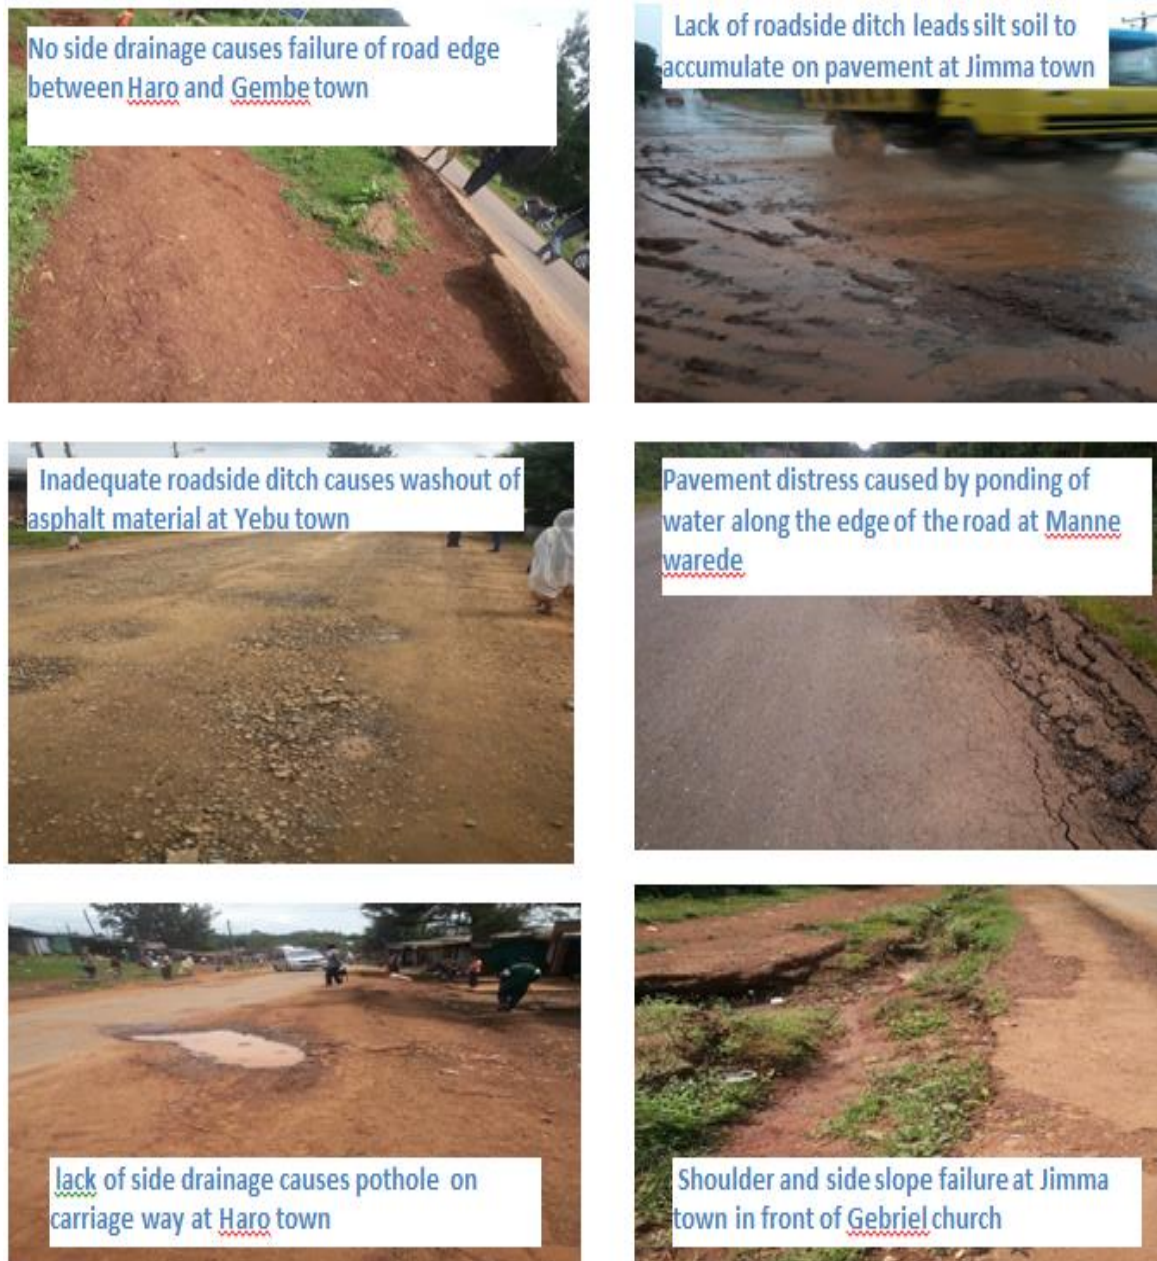 No side drainage causes failure of road edge
between Haro and Gembe town
Lack of roadside ditch leads silt soil to
accumulate on pavement at Jimma town
Inadequate roadside ditch causes washout of
asphalt material at Yebu town
Pavement distress caused by ponding of
water along the edge of the road at Manne
warede
lack of side drainage causes pothole on
carriage way at Haro town
Shoulder and side slope failure at Jimma
town in front of Gebriel church